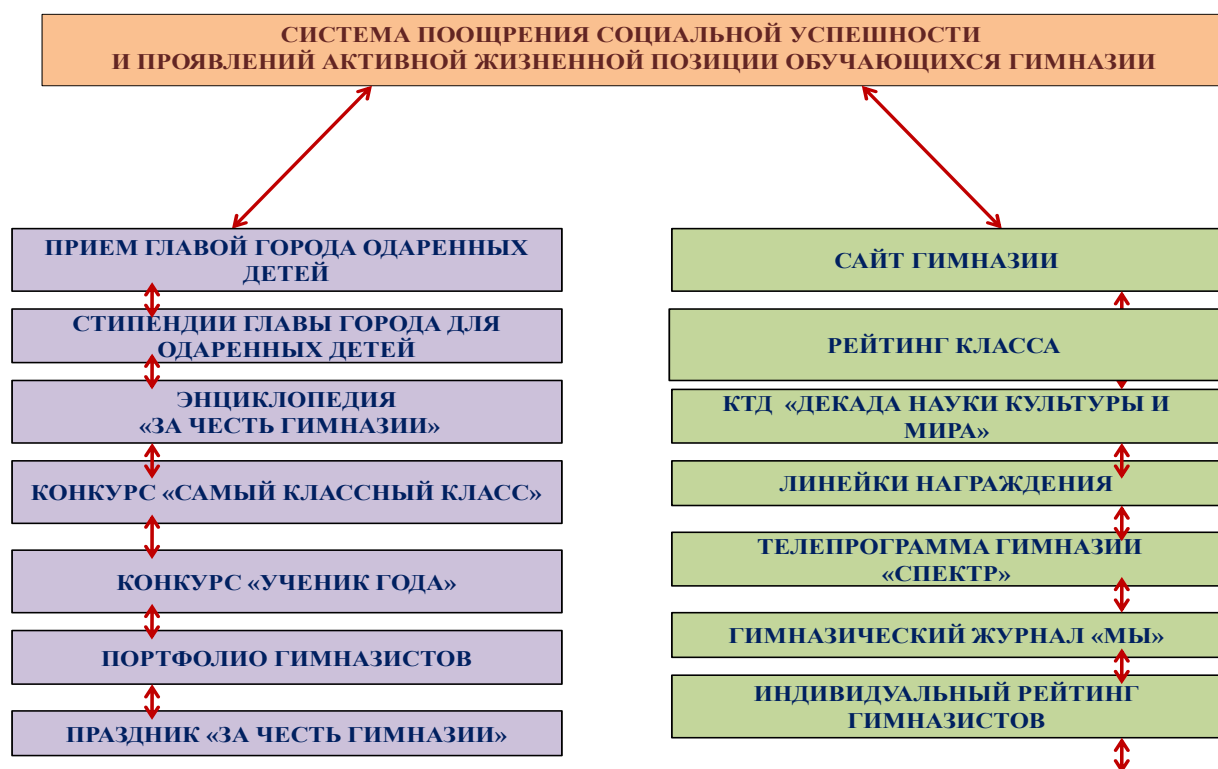 СИСТЕМА ПООЩРЕНИЯ СОЦИАЛЬНОЙ УСПЕШНОСТИ
И ПРОЯВЛЕНИЙ АКТИВНОЙ ЖИЗНЕННОЙ ПОЗИЦИИ ОБУЧАЮЩИХСЯ ГИМНАЗИИ
ПРИЕМ ГЛАВОЙ ГОРОДА ОДАРЕННЫХ
ДЕТЕЙ
СТИПЕНДИИ ГЛАВЫ ГОРОДА ДЛЯ
ОДАРЕННЫХ ДЕТЕЙ
ЭНЦИКЛОПЕДИЯ
«ЗА ЧЕСТЬ ГИМНАЗИИ»
КОНКУРС «САМЫЙ КЛАССНЫЙ КЛАСС»
КОНКУРС «УЧЕНИК ГОДА»
ПОРТФОЛИО ГИМНАЗИСТОВ
ПРАЗДНИК «ЗА ЧЕСТЬ ГИМНАЗИИ»
САЙТ ГИМНАЗИИ
РЕЙТИНГ КЛАССА
КТД «ДЕКАДА НАУКИ КУЛЬТУРЫ И
МИРА»
ЛИНЕЙКИ НАГРАЖДЕНИЯ
ТЕЛЕПРОГРАММА ГИМНАЗИИ
«СПЕКТР»
ГИМНАЗИЧЕСКИЙ ЖУРНАЛ «МЫ»
ИНДИВИДУАЛЬНЫЙ РЕЙТИНГ
ГИМНАЗИСТОВ